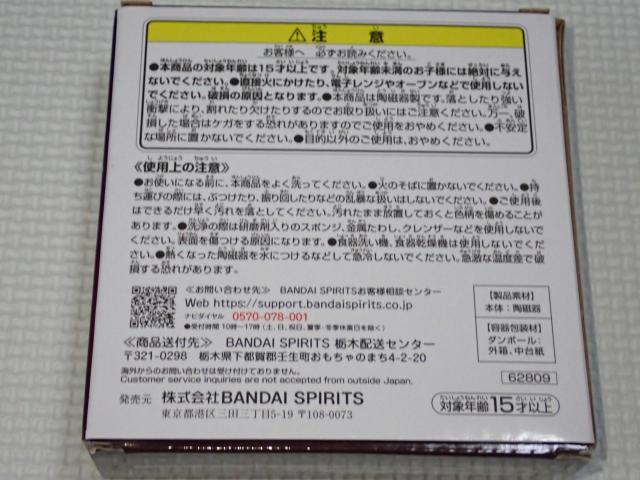 ⚠注意
お客様へ 必ずお読みください。
●本商品の対象年齢は15才以上です。対象年齢未満のお子様には絶対に与え
ないでください。●直接火にかけたり、電子レンジやオーブンなどで使用しない
でください。破損の原因となります。●本商品は陶磁器製です。落としたり強い
衝撃により、割れたり欠けたりするのでお取り扱いにはご注意ください。万一、破
損した場合はケガをする恐れがありますのでご使用をおやめください。●不安定
な場所に置かないでください。●目的以外のご使用は、おやめください。
《使用上の注意》
●お使いになる前に、本商品をよく洗ってください。●火のそばに置かないでください。●持
ち運びの際には、ぶつけたり、振り回したりなどの乱暴な扱いはしないでください。●ご使用後
はできるだけ早く汚れを落としてください。汚れたまま放置しておくと色柄を傷めることが
あります。●洗浄の際は研磨剤入りのスポンジ、金属たわし、クレンザーなどを使用しない
でください。表面を傷つける原因になります。●食器洗い機、食器乾燥機は使用しないでくだ
さい。●熱くなった陶磁器を水につけるなどして急冷しないでください。急激な温度差で破
損する恐れがあります。
≪お問い合わせ先≫ BANDAI SPIRITSお客様相談センター
Web https://support.bandaispirits.co.jp
ナビダイヤル 0570-078-001
●受付時間 10時~17時(土、日、祝日、夏季・冬季休業日を除く)
≪商品送付先≫ BANDAI SPIRITS 栃木配送センター
〒321-0298 栃木県下都賀郡壬生町おもちゃのまち4-2-20
海外からのお問い合わせは受け付けておりません。
Customer service inquiries are not accepted from outside Japan.
発売元 株式会社BANDAI SPIRITS
東京都港区三田三丁目5-19 〒108-0073
【製品素材】
本体:陶磁器
【容器包装材】
ダンボール:
外箱、中台紙
62809
対象年齢15才以上